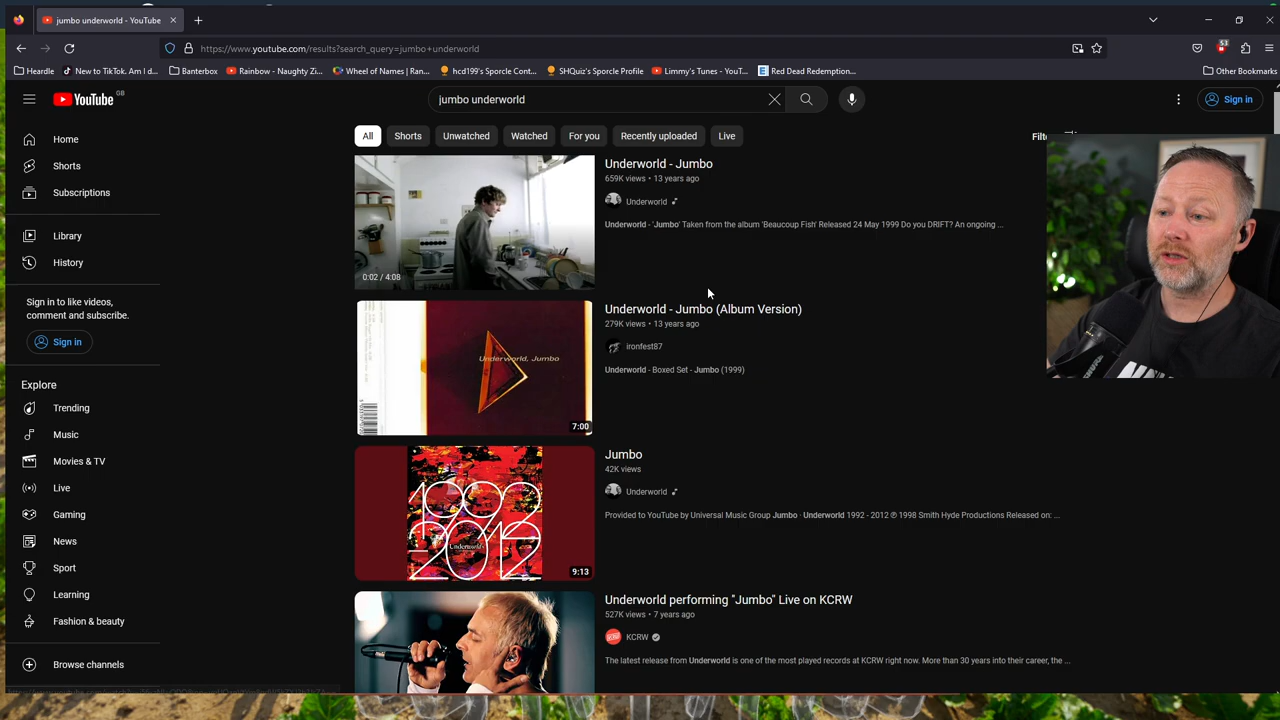 jumbo underworld - YouTube
https://www.youtube.com/results?search_query=jumbo+underworld
53
Heardle
New to TikTok, Am I d...
Banterbox
Rainbow - Naughty Zi...
Wheel of Names | Ran...
hcd199's Sporcle Cont...
SHQuiz's Sporcle Profile
Limmy's Tunes - YouT...
Red Dead Redemption...
Other Bookmarks
YouTube GB
jumbo underworld
Sign in
Home
Shorts
Subscriptions
Library
History
Sign in to like videos,
comment and subscribe.
Sign in
Explore
Trending
Music
Movies & TV
Live
Gaming
News
Sport
Learning
Fashion & beauty
Browse channels
All
Shorts
Unwatched
Watched
For you
Recently uploaded
Live
0:02 / 4:08
Underworld - Jumbo
659K views • 13 years ago
Underworld
Underworld - 'Jumbo' Taken from the album 'Beaucoup Fish' Released 24 May 1999 Do you DRIFT? An ongoing ...
Underworld, Jumbo
7:00
Underworld - Jumbo (Album Version)
279K views • 13 years ago
ironfest87
Underworld - Boxed Set - Jumbo (1999)
1992
2012
Underworld
9:13
Jumbo
42K views
Underworld
Provided to YouTube by Universal Music Group Jumbo · Underworld 1992 - 2012 ℗ 1998 Smith Hyde Productions Released on: ...
Underworld performing "Jumbo" Live on KCRW
527K views • 7 years ago
KCRW
The latest release from Underworld is one of the most played records at KCRW right now. More than 30 years into their career, the ...